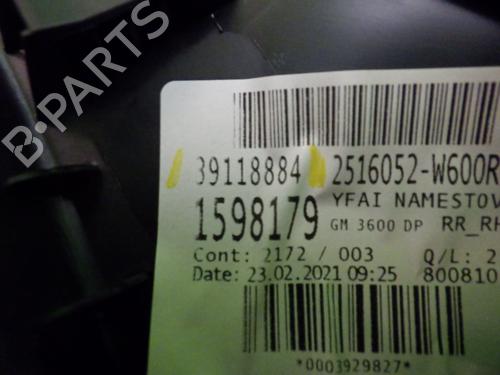 39118884 2516052-W600R
1598179 YFAI NAMESTOV
GM 3600 DP RR_RH
Cont: 2172 / 003 Q/L: 2
Date: 23.02.2021 09:25 800810
*0003929827*
B-PARTS